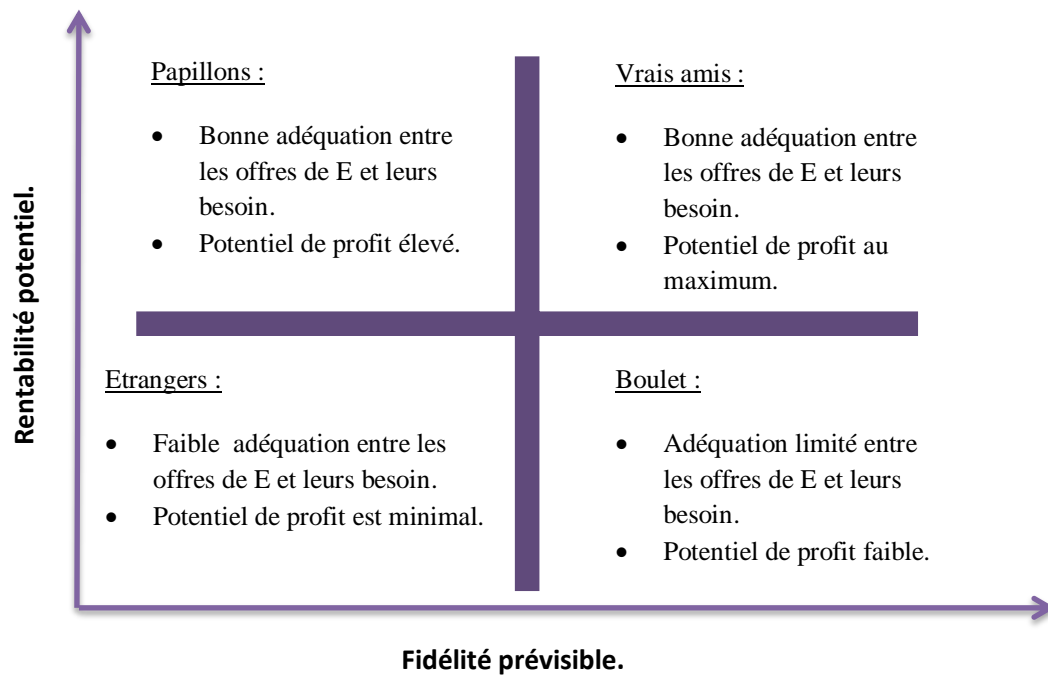 Papillons :
• Bonne adéquation entre
les offres de E et leurs
besoin.
• Potentiel de profit élevé.
Vrais amis :
• Bonne adéquation entre
les offres de E et leurs
besoin.
• Potentiel de profit au
maximum.
Rentabilité potentiel.
Etrangers :
• Faible adéquation entre les
offres de E et leurs besoin.
• Potentiel de profit est minimal.
Boulet :
• Adéquation limité entre
les offres de E et leurs
besoin.
• Potentiel de profit faible.
Fidélité prévisible.